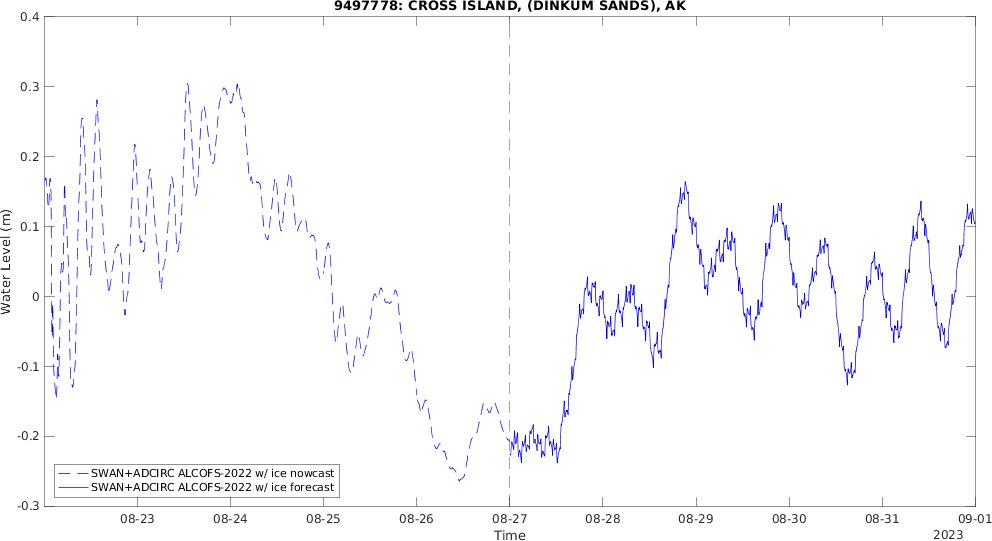 9497778: CROSS ISLAND, (DINKUM SANDS), AK
0.4
0.3
0.2
0.1
0
-0.1
-0.2
-0.3
Water Level (m)
SWAN+ADCIRC ALCOFS-2022 w/ ice nowcast
SWAN+ADCIRC ALCOFS-2022 w/ ice forecast
08-23 08-24 08-25 08-26 08-27 08-28 08-29 08-30 08-31 09-01
Time
2023